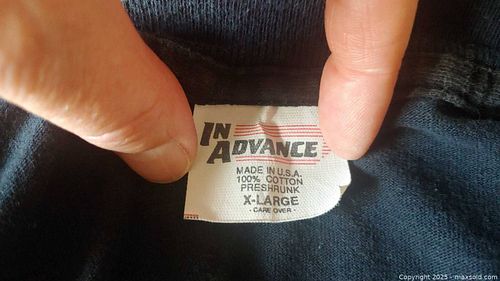 IN
ADVANCE
MADE IN U.S.A.
100% COTTON
PRESHRUNK
X-LARGE
- CARE OVER -
Copyright © 2025 - maxsold.com